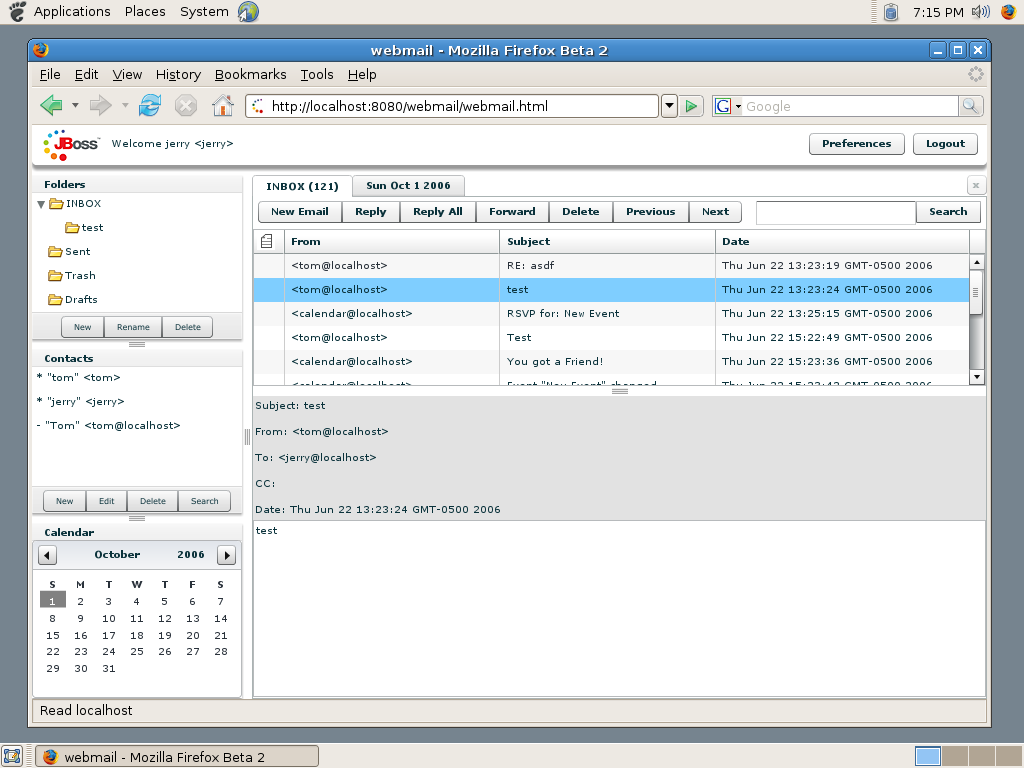 Applications Places System 7:15 PM
webmail - Mozilla Firefox Beta 2
File Edit View History Bookmarks Tools Help
http://localhost:8080/webmail/webmail.html G Google
JBoss Welcome jerry <jerry> Preferences Logout
Folders
INBOX
test
Sent
Trash
Drafts
New Rename Delete
Contacts
* "tom" <tom>
* "jerry" <jerry>
- "Tom" <tom@localhost>
New Edit Delete Search
Calendar
October 2006
S M T W T F S
1 2 3 4 5 6 7
8 9 10 11 12 13 14
15 16 17 18 19 20 21
22 23 24 25 26 27 28
29 30 31
INBOX (121) Sun Oct 1 2006
New Email Reply Reply All Forward Delete Previous Next Search
From Subject Date
<tom@localhost> RE: asdf Thu Jun 22 13:23:19 GMT-0500 2006
<tom@localhost> test Thu Jun 22 13:23:24 GMT-0500 2006
<calendar@localhost> RSVP for: New Event Thu Jun 22 13:25:15 GMT-0500 2006
<tom@localhost> Test Thu Jun 22 15:22:49 GMT-0500 2006
<calendar@localhost> You got a Friend! Thu Jun 22 15:23:36 GMT-0500 2006
<calendar@localhost> Event "New Event" changed
Subject: test
From: <tom@localhost>
To: <jerry@localhost>
CC:
Date: Thu Jun 22 13:23:24 GMT-0500 2006
test
Read localhost
webmail - Mozilla Firefox Beta 2